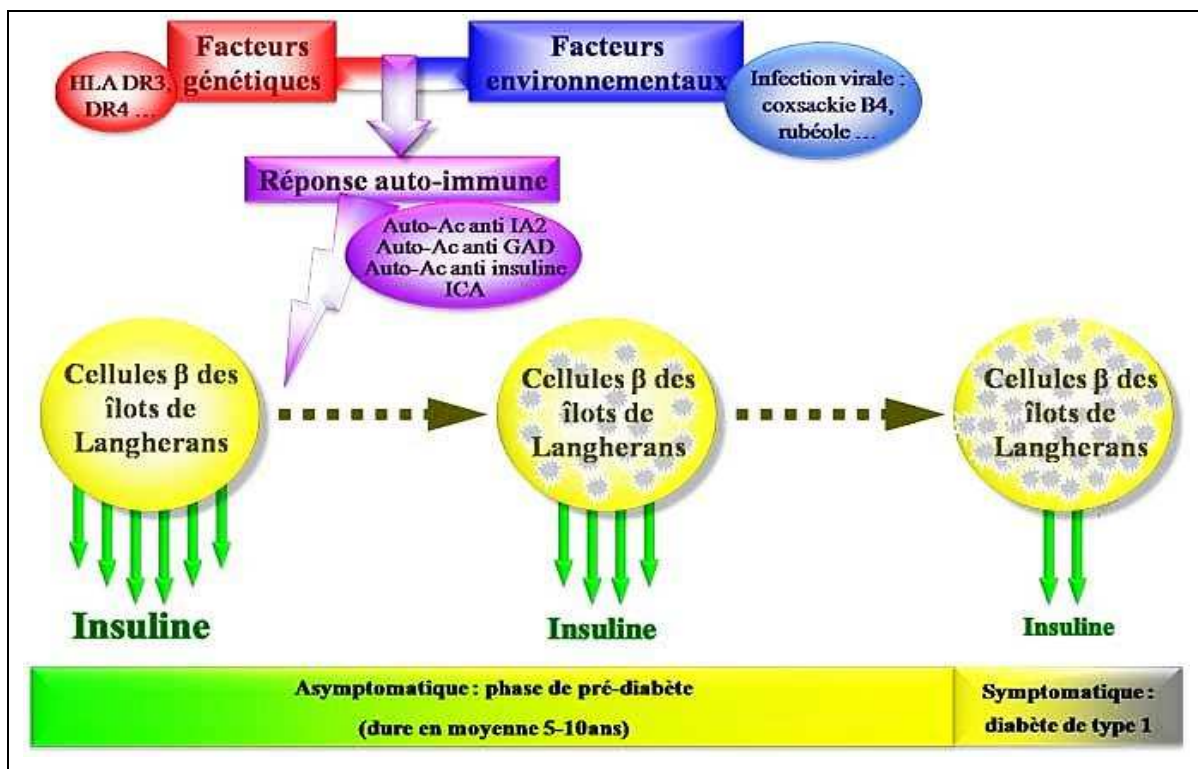 Facteurs
génétiques
HLA DR3,
DR4 ...
Facteurs
environnementaux
Infection virale :
coxsackie B4,
rubéole ...
Réponse auto-immune
Auto-Ac anti IA2
Auto-Ac anti GAD
Auto-Ac anti insuline
ICA
Cellules β des
îlots de
Langherans
Cellules β des
îlots de
Langherans
Cellules β des
îlots de
Langherans
Insuline
Insuline
Insuline
Asymptomatique : phase de pré-diabète
(dure en moyenne 5-10ans)
Symptomatique :
diabète de type 1